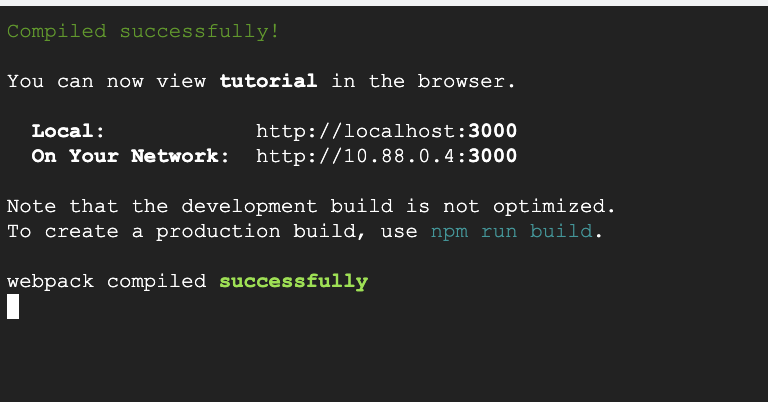 Compiled successfully!
You can now view tutorial in the browser.
Local: http://localhost:3000
On Your Network: http://10.88.0.4:3000
Note that the development build is not optimized.
To create a production build, use npm run build.
webpack compiled successfully